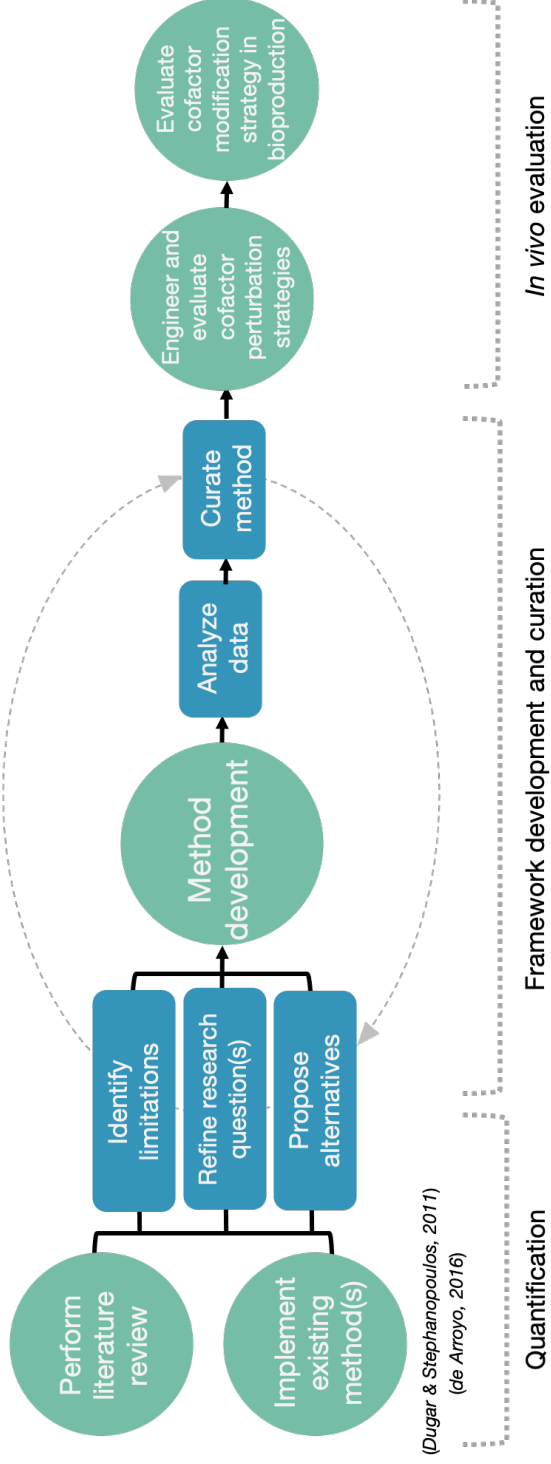 Perform
literature
review
Implement
existing
method(s)
(Dugar & Stephanopoulos, 2011)
(de Arroyo, 2016)
Identify
limitations
Refine research
question(s)
Propose
alternatives
Method
development
Analyze
data
Curate
method
Engineer and
evaluate
cofactor
perturbation
strategies
Evaluate
cofactor
modification
strategy in
bioproduction
Quantification
Framework development and curation
In vivo evaluation